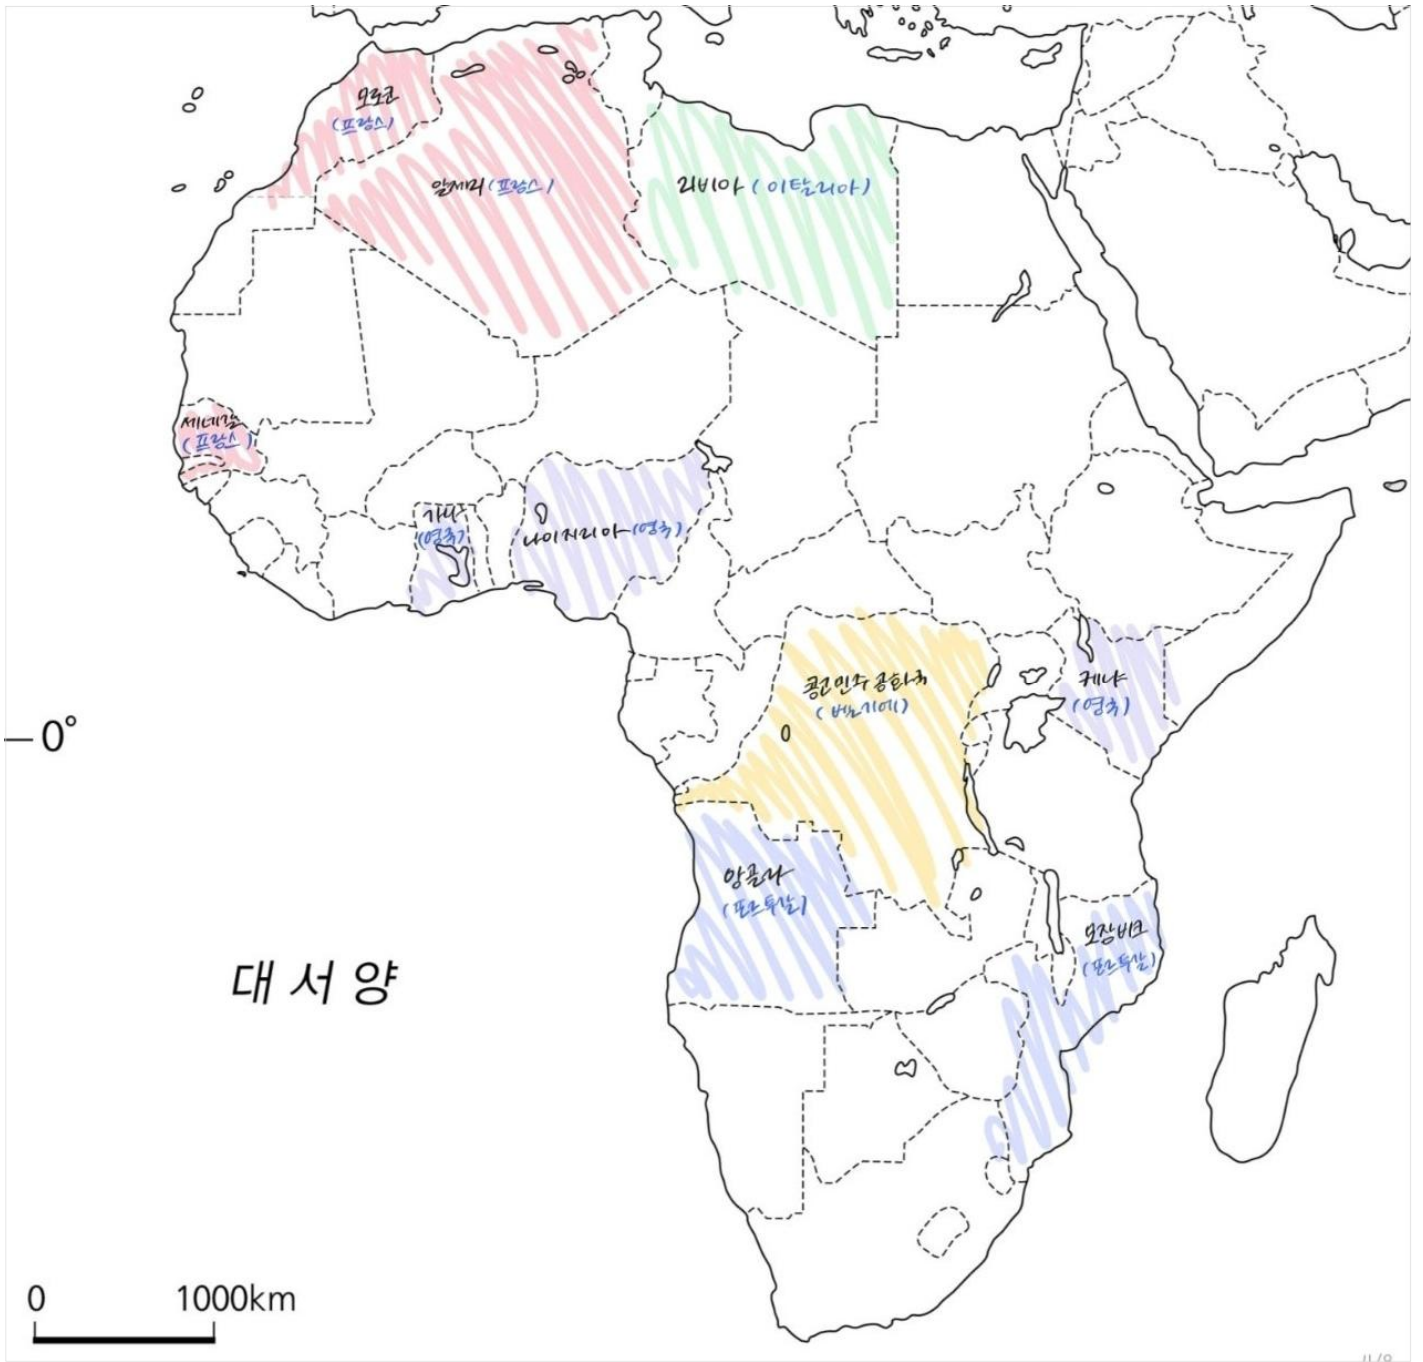 모로코
(프랑스)
알제리 (프랑스)
리비아 (이탈리아)
세네갈
(프랑스)
가나
(영국)
나이지리아 (영국)
콩고 민주 공화국
(벨기에)
케냐
(영국)
0°
앙골라
(포르투갈)
모잠비크
(포르투갈)
대서양
0 1000km